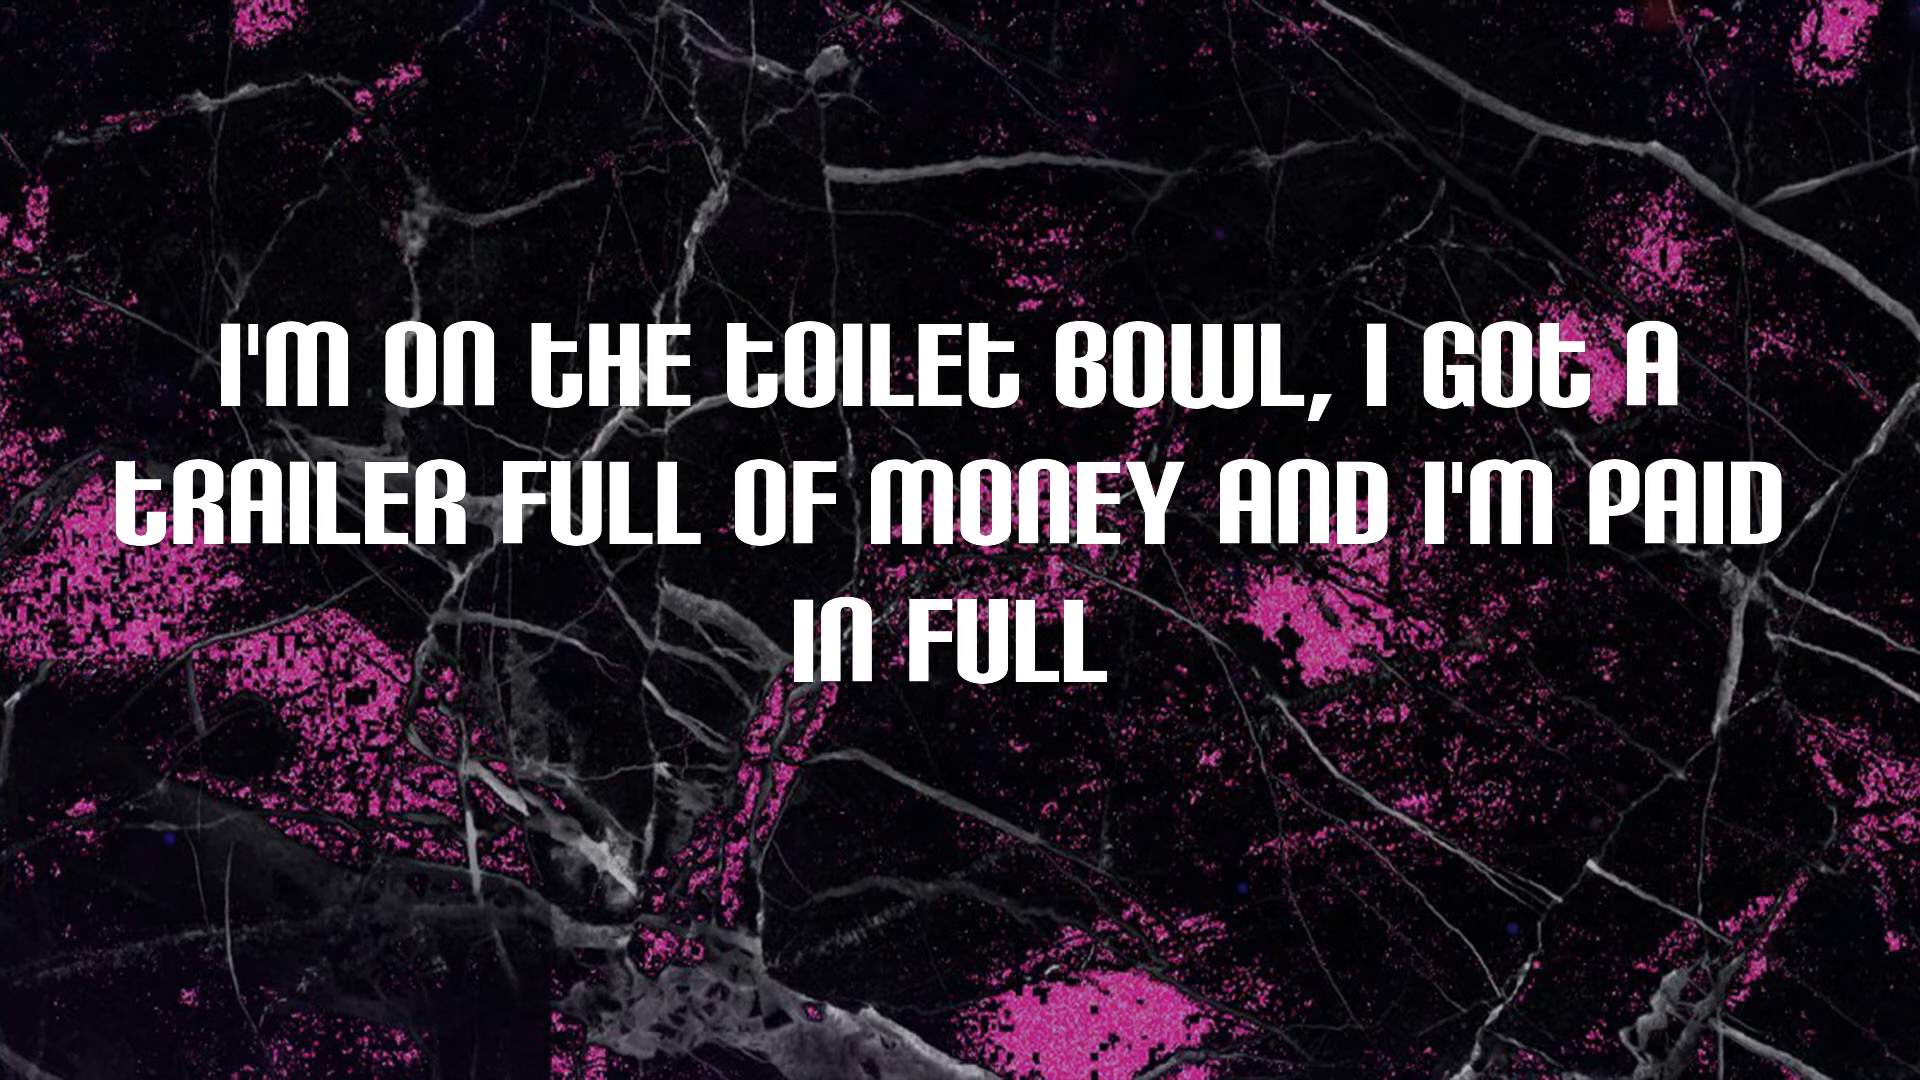 I'M ON THE TOILET BOWL, I GOT A
TRAILER FULL OF MONEY AND I'M PAID
IN FULL